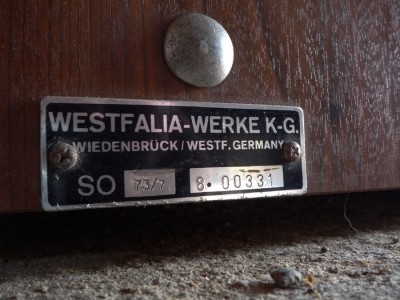 WESTFALIA-WERKE K-G.
WIEDENBRÜCK/WESTF. GERMANY
SO 73/7 8·00331